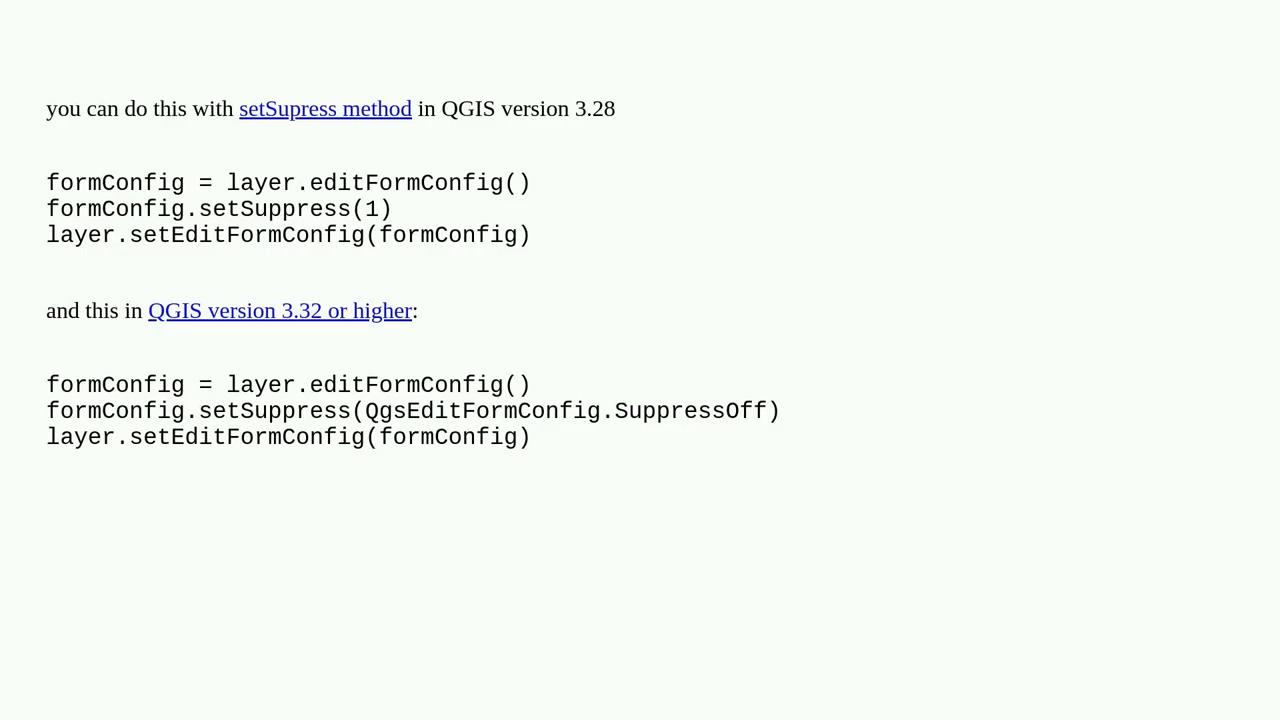 you can do this with setSupress method in QGIS version 3.28
formConfig = layer.editFormConfig()
formConfig.setSuppress(1)
layer.setEditFormConfig(formConfig)
and this in QGIS version 3.32 or higher:
formConfig = layer.editFormConfig()
formConfig.setSuppress(QgsEditFormConfig.SuppressOff)
layer.setEditFormConfig(formConfig)